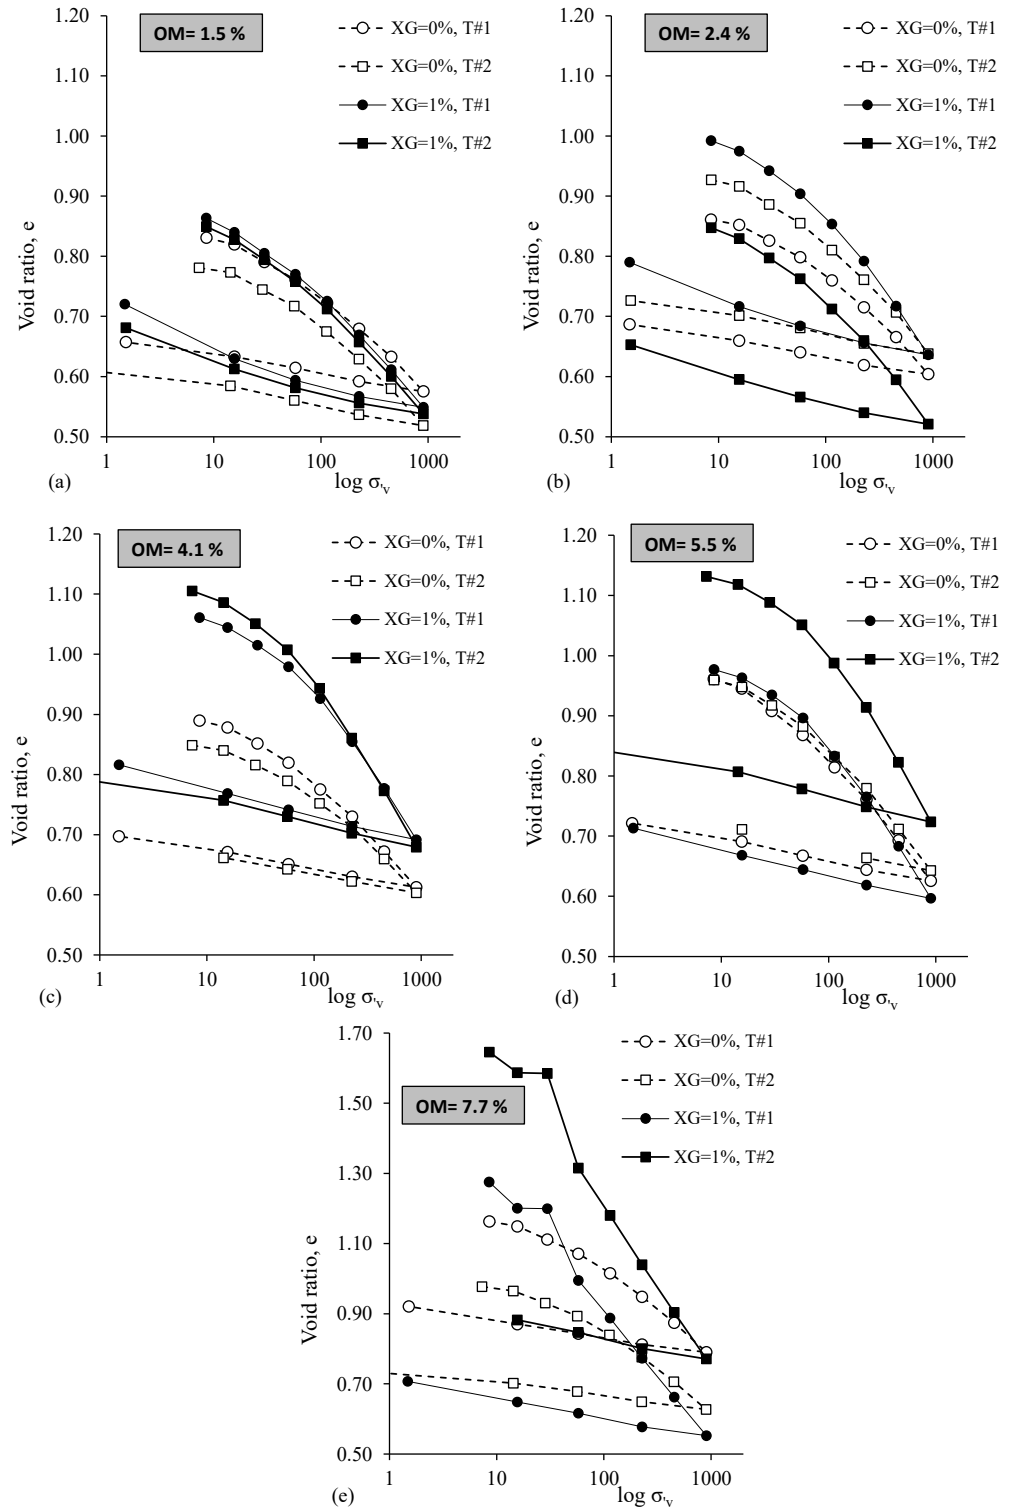 OM= 1.5 %
XG=0%, T#1
XG=0%, T#2
XG=1%, T#1
XG=1%, T#2
1.20
1.10
1.00
0.90
0.80
0.70
0.60
0.50
Void ratio, e
1
10
100
1000
log σ'v
(a)
OM= 2.4 %
XG=0%, T#1
XG=0%, T#2
XG=1%, T#1
XG=1%, T#2
1.20
1.10
1.00
0.90
0.80
0.70
0.60
0.50
Void ratio, e
1
10
100
1000
log σ'v
(b)
OM= 4.1 %
XG=0%, T#1
XG=0%, T#2
XG=1%, T#1
XG=1%, T#2
1.20
1.10
1.00
0.90
0.80
0.70
0.60
0.50
Void ratio, e
1
10
100
1000
log σ'v
(c)
OM= 5.5 %
XG=0%, T#1
XG=0%, T#2
XG=1%, T#1
XG=1%, T#2
1.20
1.10
1.00
0.90
0.80
0.70
0.60
0.50
Void ratio, e
1
10
100
1000
log σ'v
(d)
OM= 7.7 %
XG=0%, T#1
XG=0%, T#2
XG=1%, T#1
XG=1%, T#2
1.70
1.50
1.30
1.10
0.90
0.70
0.50
Void ratio, e
1
10
100
1000
log σ'v
(e)